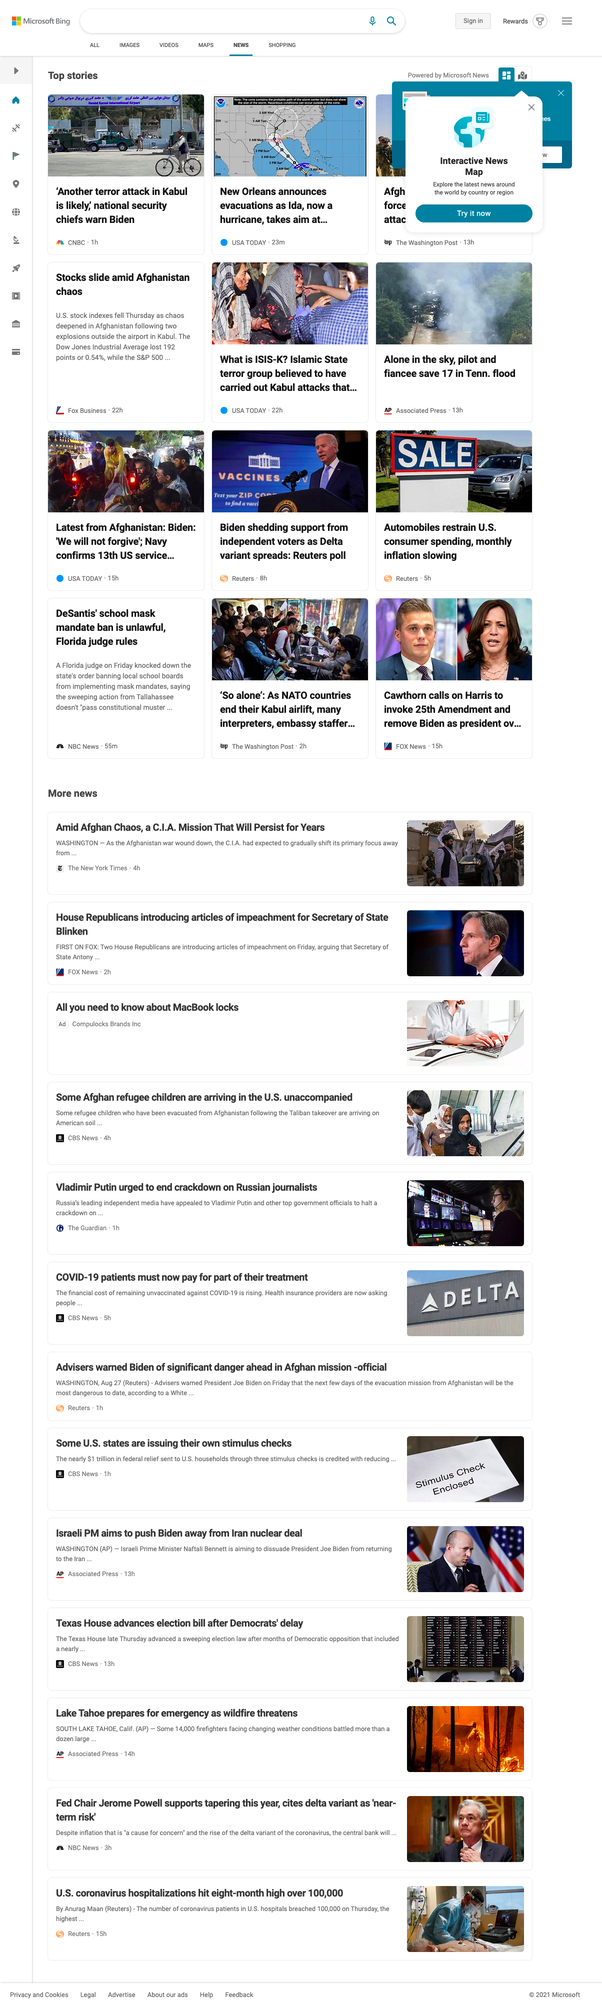 Microsoft Bing
Sign in
Rewards
ALL
IMAGES
VIDEOS
MAPS
NEWS
SHOPPING
Top stories
Powered by Microsoft News
Interactive News
Map
Explore the latest news around
the world by country or region
Try it now
'Another terror attack in Kabul
is likely,' national security
chiefs warn Biden
CNBC · 1h
New Orleans announces
evacuations as Ida, now a
hurricane, takes aim at...
USA TODAY · 23m
Afgh
force
attac
The Washington Post · 13h
Stocks slide amid Afghanistan
chaos
U.S. stock indexes fell Thursday as chaos
deepened in Afghanistan following two
explosions outside the airport in Kabul. The
Dow Jones Industrial Average lost 192
points or 0.54%, while the S&P 500 ...
Fox Business · 22h
What is ISIS-K? Islamic State
terror group believed to have
carried out Kabul attacks that...
USA TODAY · 22h
Alone in the sky, pilot and
fiancee save 17 in Tenn. flood
AP
Associated Press · 13h
Latest from Afghanistan: Biden:
'We will not forgive'; Navy
confirms 13th US service...
USA TODAY · 15h
VACCINES
Text your ZIP CO
Biden shedding support from
independent voters as Delta
variant spreads: Reuters poll
Reuters · 8h
SALE
Automobiles restrain U.S.
consumer spending, monthly
inflation slowing
Reuters · 5h
DeSantis' school mask
mandate ban is unlawful,
Florida judge rules
A Florida judge on Friday knocked down the
state's order banning local school boards
from implementing mask mandates, saying
the sweeping action from Tallahassee
doesn't "pass constitutional muster ...
NBC News · 55m
'So alone': As NATO countries
end their Kabul airlift, many
interpreters, embassy staffer...
The Washington Post · 2h
Cawthorn calls on Harris to
invoke 25th Amendment and
remove Biden as president ov...
FOX News · 15h
More news
Amid Afghan Chaos, a C.I.A. Mission That Will Persist for Years
WASHINGTON — As the Afghanistan war wound down, the C.I.A. had expected to gradually shift its primary focus away
from ...
The New York Times · 4h
House Republicans introducing articles of impeachment for Secretary of State
Blinken
FIRST ON FOX: Two House Republicans are introducing articles of impeachment on Friday, arguing that Secretary of
State Antony ...
FOX News · 2h
All you need to know about MacBook locks
Ad
Compulocks Brands Inc
Some Afghan refugee children are arriving in the U.S. unaccompanied
Some refugee children who have been evacuated from Afghanistan following the Taliban takeover are arriving on
American soil ...
CBS News · 4h
Vladimir Putin urged to end crackdown on Russian journalists
Russia's leading independent media have appealed to Vladimir Putin and other top government officials to halt a
crackdown on ...
The Guardian · 1h
COVID-19 patients must now pay for part of their treatment
The financial cost of remaining unvaccinated against COVID-19 is rising. Health insurance providers are now asking
people ...
CBS News · 5h
DELTA
Advisers warned Biden of significant danger ahead in Afghan mission -official
WASHINGTON, Aug 27 (Reuters) - Advisers warned President Joe Biden on Friday that the next few days of the evacuation mission from Afghanistan will be the
most dangerous to date, according to a White ...
Reuters · 1h
Some U.S. states are issuing their own stimulus checks
The nearly $1 trillion in federal relief sent to U.S. households through three stimulus checks is credited with reducing ...
CBS News · 1h
Stimulus Check
Enclosed
Israeli PM aims to push Biden away from Iran nuclear deal
WASHINGTON (AP) — Israeli Prime Minister Naftali Bennett is aiming to dissuade President Joe Biden from returning
to the Iran ...
AP
Associated Press · 13h
Texas House advances election bill after Democrats' delay
The Texas House late Thursday advanced a sweeping election law after months of Democratic opposition that included
a nearly ...
CBS News · 13h
Lake Tahoe prepares for emergency as wildfire threatens
SOUTH LAKE TAHOE, Calif. (AP) — Some 14,000 firefighters facing changing weather conditions battled more than a
dozen large ...
AP
Associated Press · 14h
Fed Chair Jerome Powell supports tapering this year, cites delta variant as 'near-
term risk'
Despite inflation that is "a cause for concern" and the rise of the delta variant of the coronavirus, the central bank will ...
NBC News · 3h
U.S. coronavirus hospitalizations hit eight-month high over 100,000
By Anurag Maan (Reuters) - The number of coronavirus patients in U.S. hospitals breached 100,000 on Thursday, the
highest ...
Reuters · 15h
Privacy and Cookies
Legal
Advertise
About our ads
Help
Feedback
© 2021 Microsoft